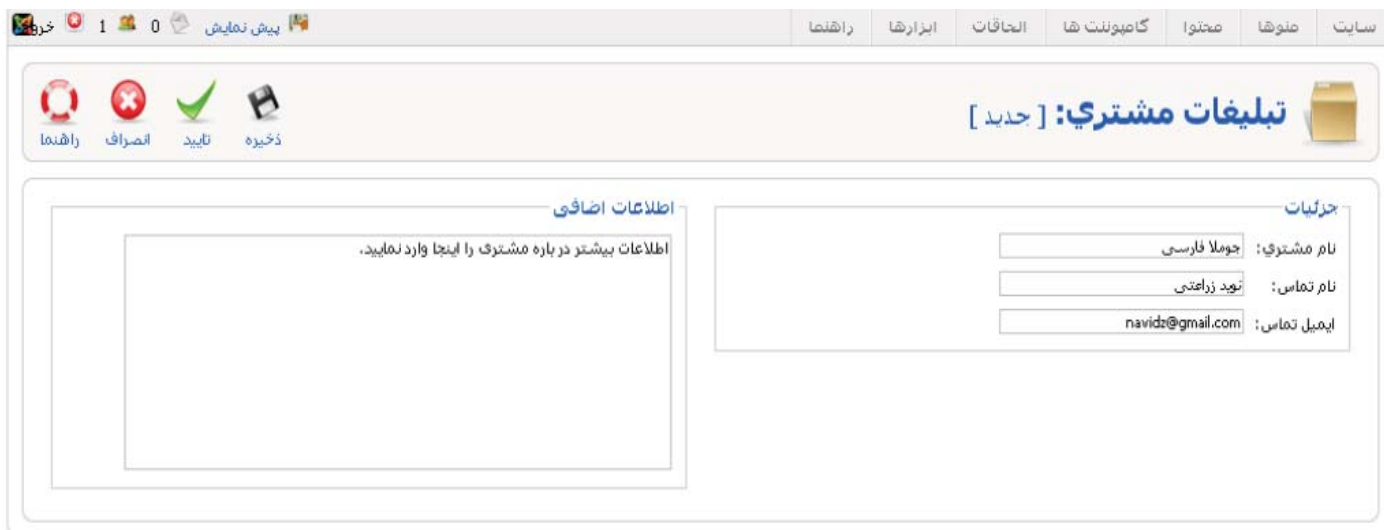 سایت منوها محتوا کامپوننت ها الحاقات ابزارها راهنما
پیش نمایش 0 1 خروج
تبلیغات مشتري: [ جدید ]
ذخیره تایید انصراف راهنما
جزئیات
نام مشتري: جوملا فارسی
نام تماس: نوید زراعتی
ایمیل تماس: navidz@gmail.com
اطلاعات اضافی
اطلاعات بیشتر در باره مشتری را اینجا وارد نمایید.